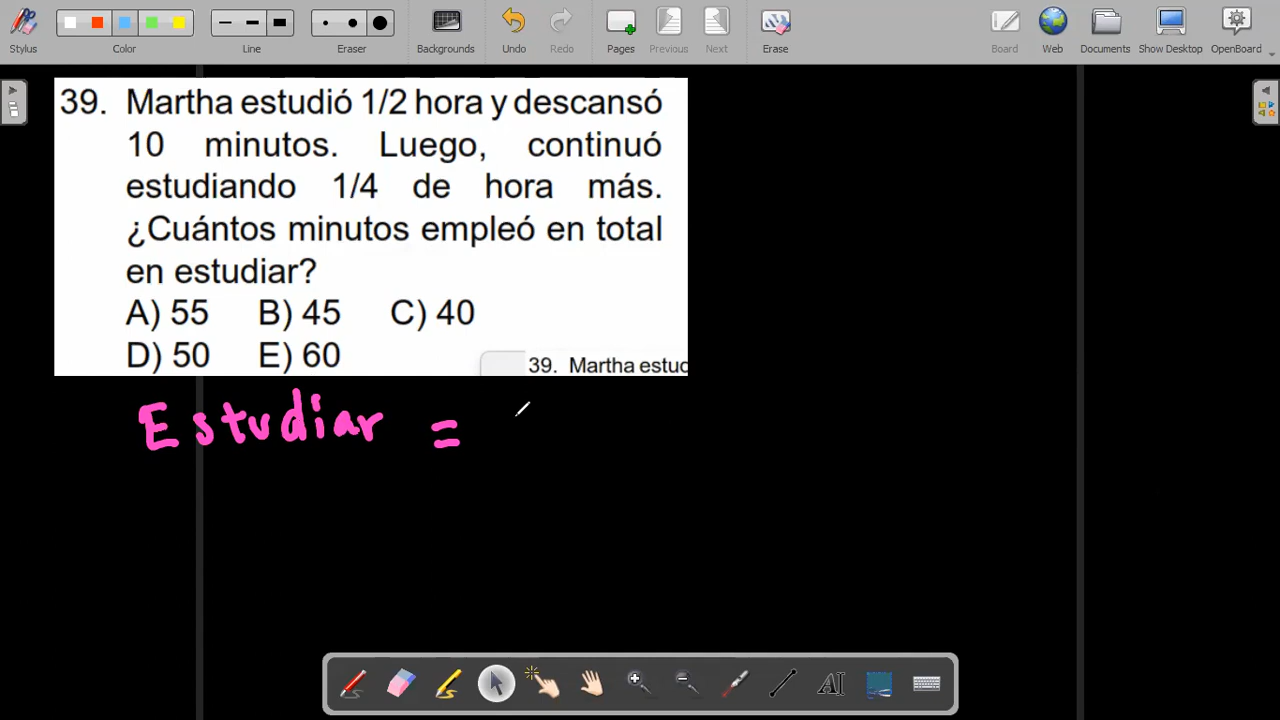 Stylus Color Line Eraser Backgrounds Undo Redo Pages Previous Next Erase Board Web Documents Show Desktop OpenBoard
39. Martha estudió 1/2 hora y descansó
10 minutos. Luego, continuó
estudiando 1/4 de hora más.
¿Cuántos minutos empleó en total
en estudiar?
A) 55 B) 45 C) 40
D) 50 E) 60
39. Martha estud
Estudiar =
AI